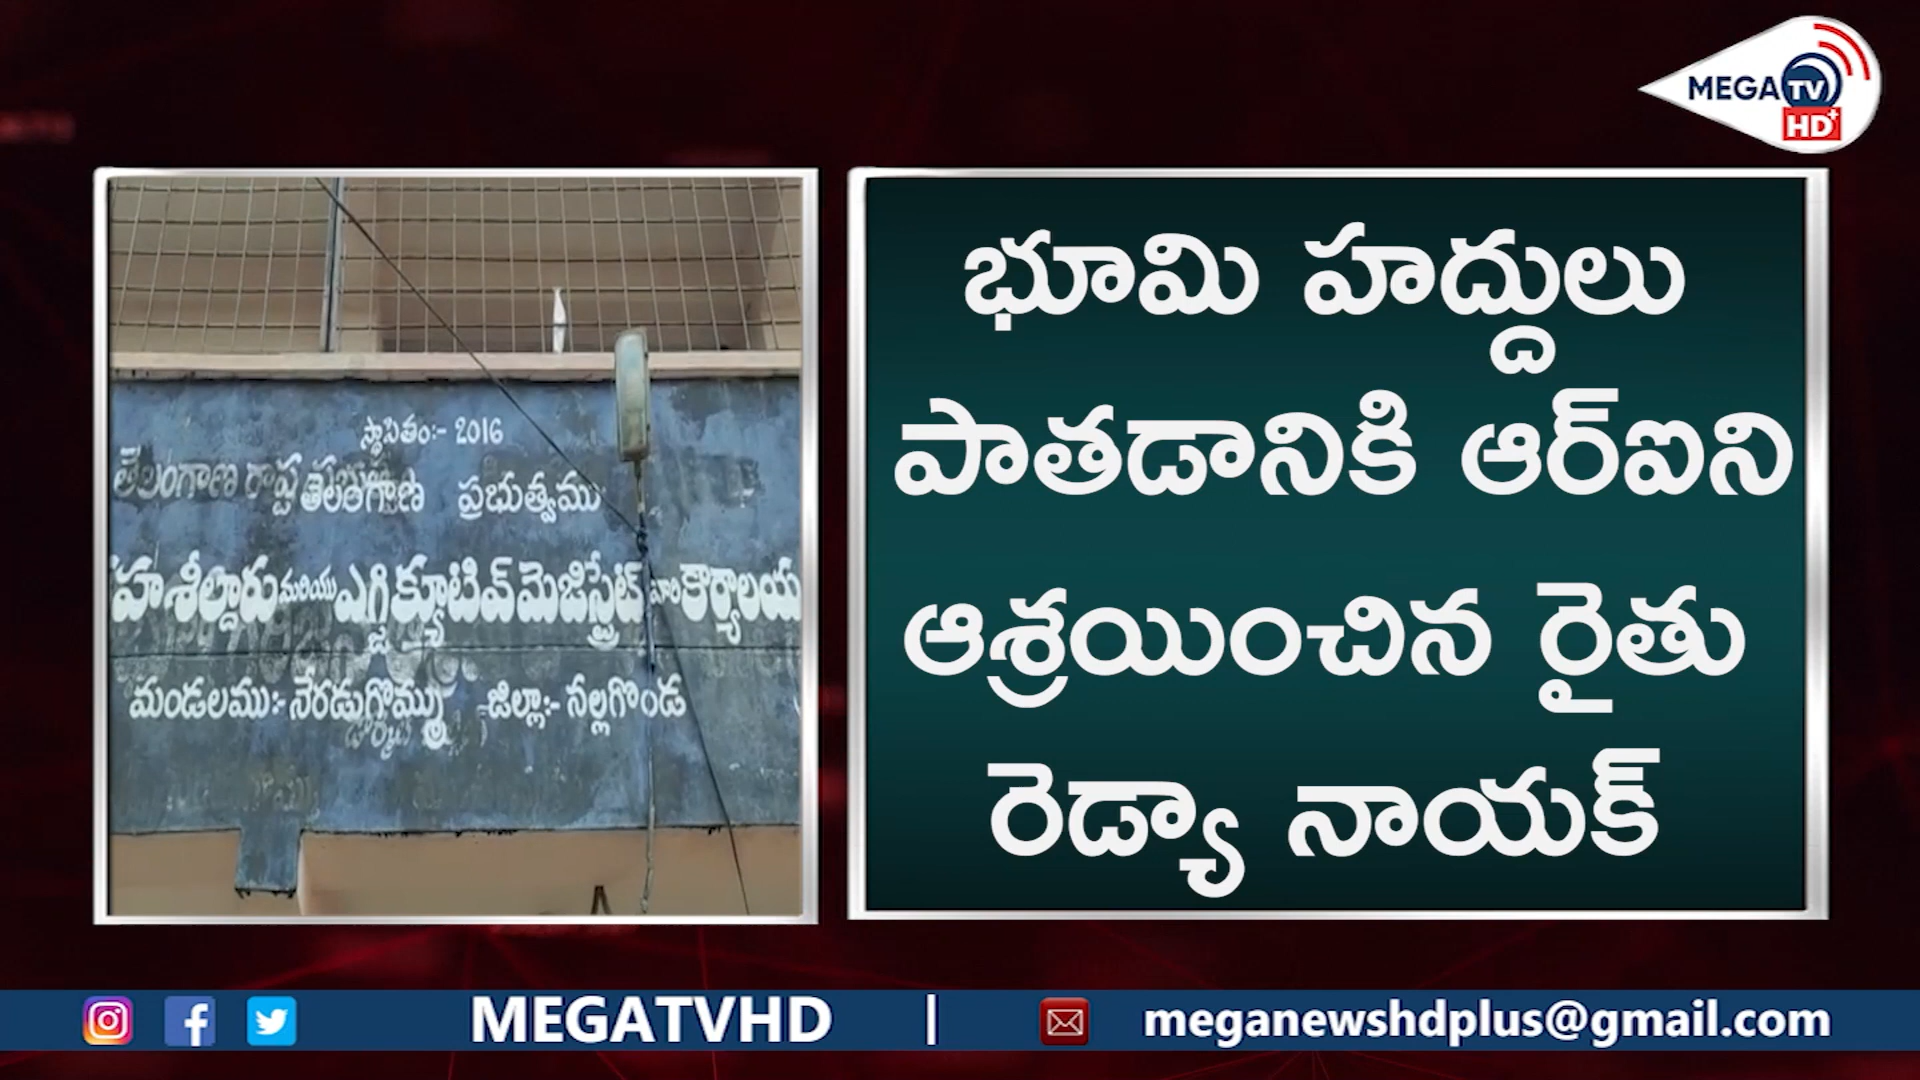 MEGA TV
HD+
స్థాపితం:- 2016
తెలంగాణ ప్రభుత్వము
హశీల్దారు మరియు ఎగ్జిక్యూటివ్ మెజిస్ట్రేట్ వారి కార్యాలయ
మండలము:- నేరడుగొమ్ము జిల్లా:- నల్లగొండ
భూమి హద్దులు
పాతడానికి ఆర్ఐని
ఆశ్రయించిన రైతు
రెడ్యా నాయక్
MEGATVHD | meganewshdplus@gmail.com